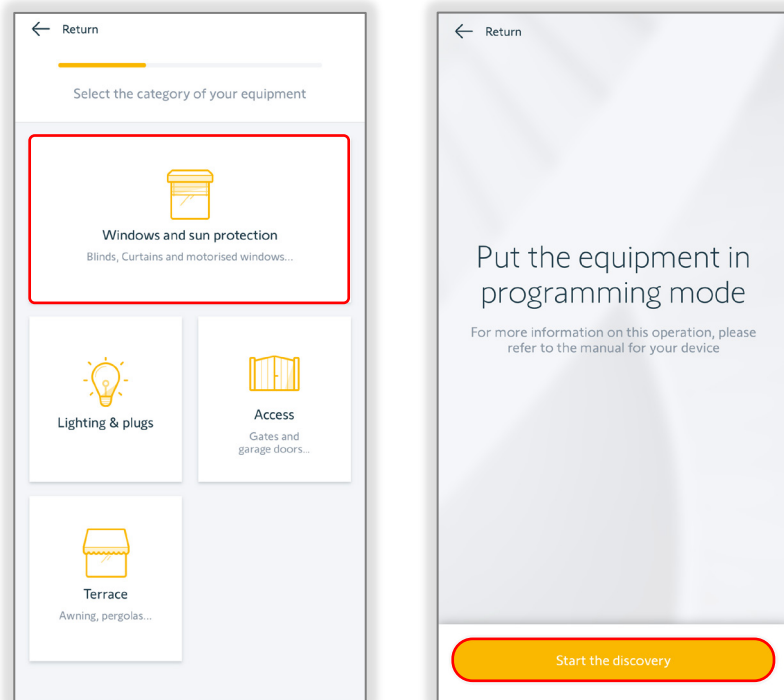 Return
Select the category of your equipment
Windows and sun protection
Blinds, Curtains and motorised windows...
Lighting & plugs
Access
Gates and
garage doors...
Terrace
Awning, pergolas...
Return
Put the equipment in
programming mode
For more information on this operation, please
refer to the manual for your device
Start the discovery